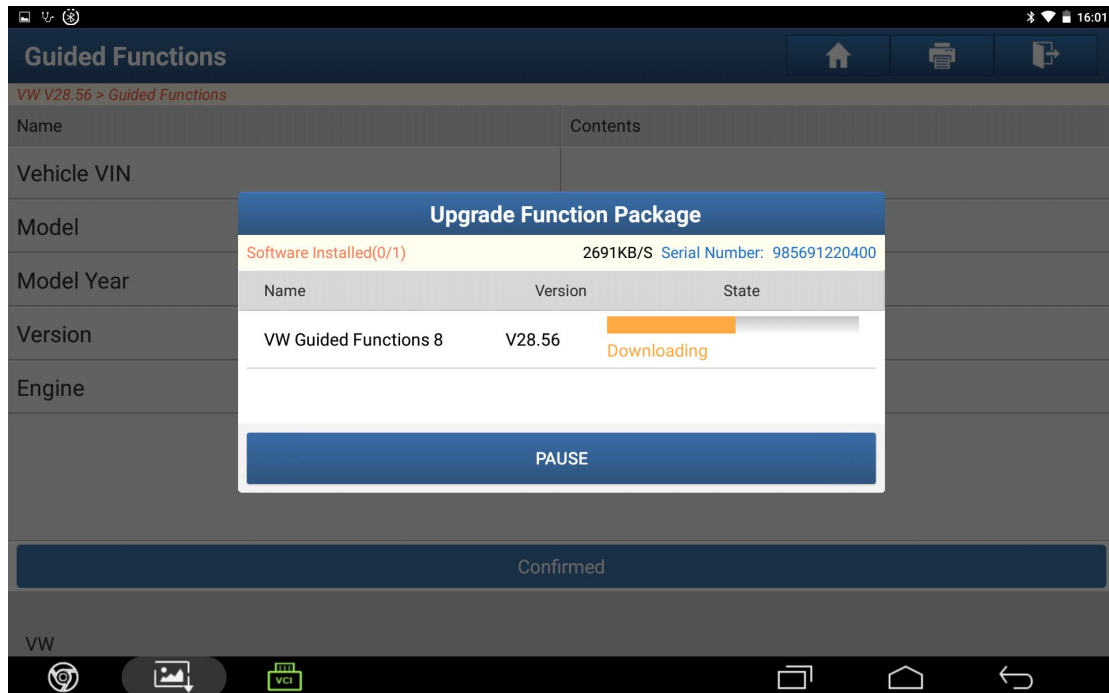 16:01
Guided Functions
VW V28.56 > Guided Functions
Name Contents
Vehicle VIN
Model
Model Year
Version
Engine
Upgrade Function Package
Software Installed(0/1) 2691KB/S Serial Number: 985691220400
Name Version State
VW Guided Functions 8 V28.56
Downloading
PAUSE
Confirmed
VW
VCI